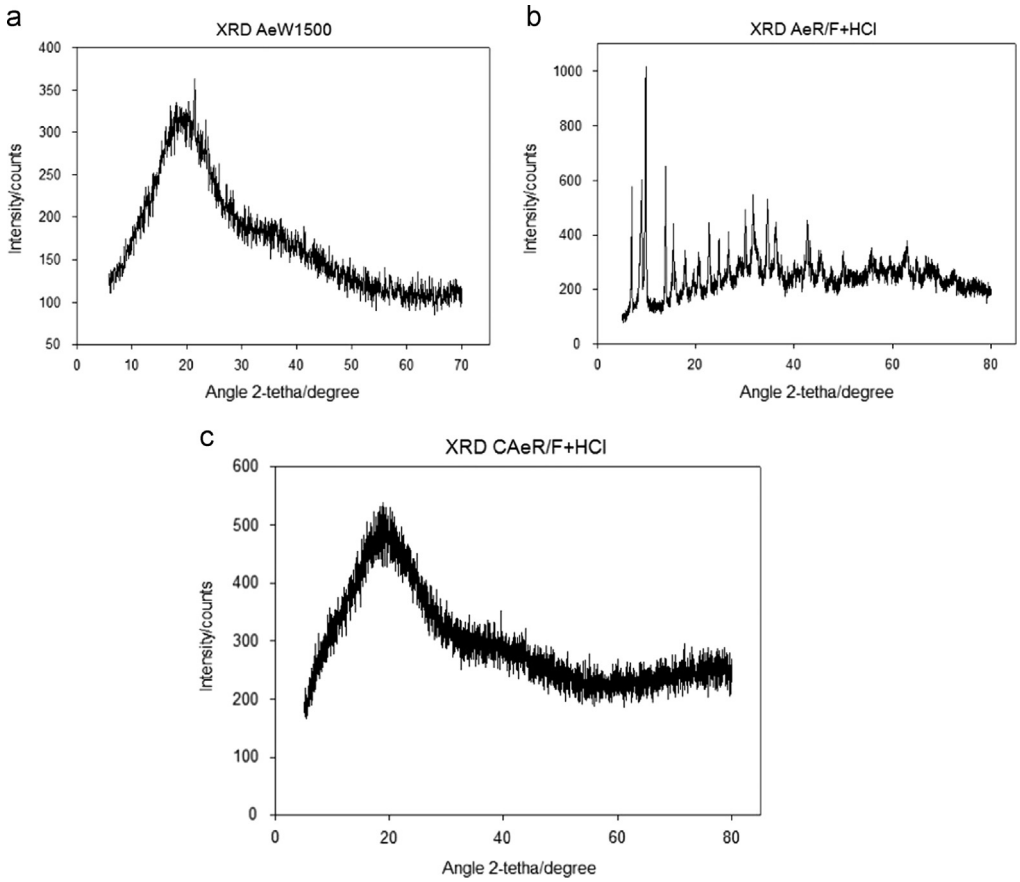 a
XRD AeW1500
400
350
300
250
200
150
100
50
0 10 20 30 40 50 60 70
Intensity/counts
Angle 2-tetha/degree
b
XRD AeR/F+HCl
1000
800
600
400
200
0
0 20 40 60 80
Intensity/counts
Angle 2-tetha/degree
c
XRD CAeR/F+HCl
600
500
400
300
200
100
0
0 20 40 60 80
Intensity/counts
Angle 2-tetha/degree